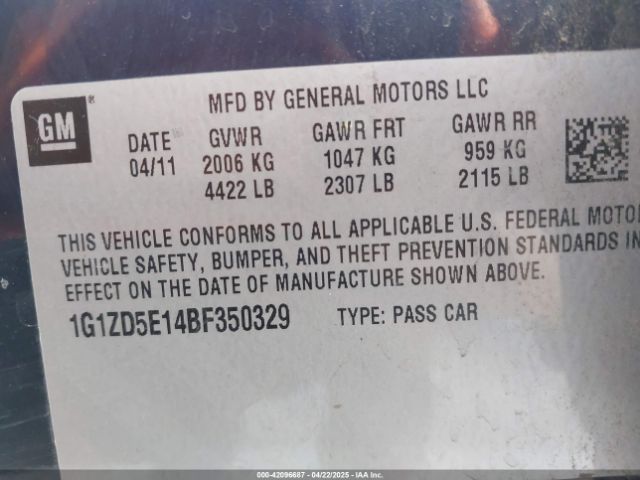 MFD BY GENERAL MOTORS LLC
GM
DATE GVWR GAWR FRT GAWR RR
04/11 2006 KG 1047 KG 959 KG
4422 LB 2307 LB 2115 LB
THIS VEHICLE CONFORMS TO ALL APPLICABLE U.S. FEDERAL MOTOR
VEHICLE SAFETY, BUMPER, AND THEFT PREVENTION STANDARDS IN
EFFECT ON THE DATE OF MANUFACTURE SHOWN ABOVE.
1G1ZD5E14BF350329 TYPE: PASS CAR
000-42096687 - 04/22/2025 - IAA Inc.